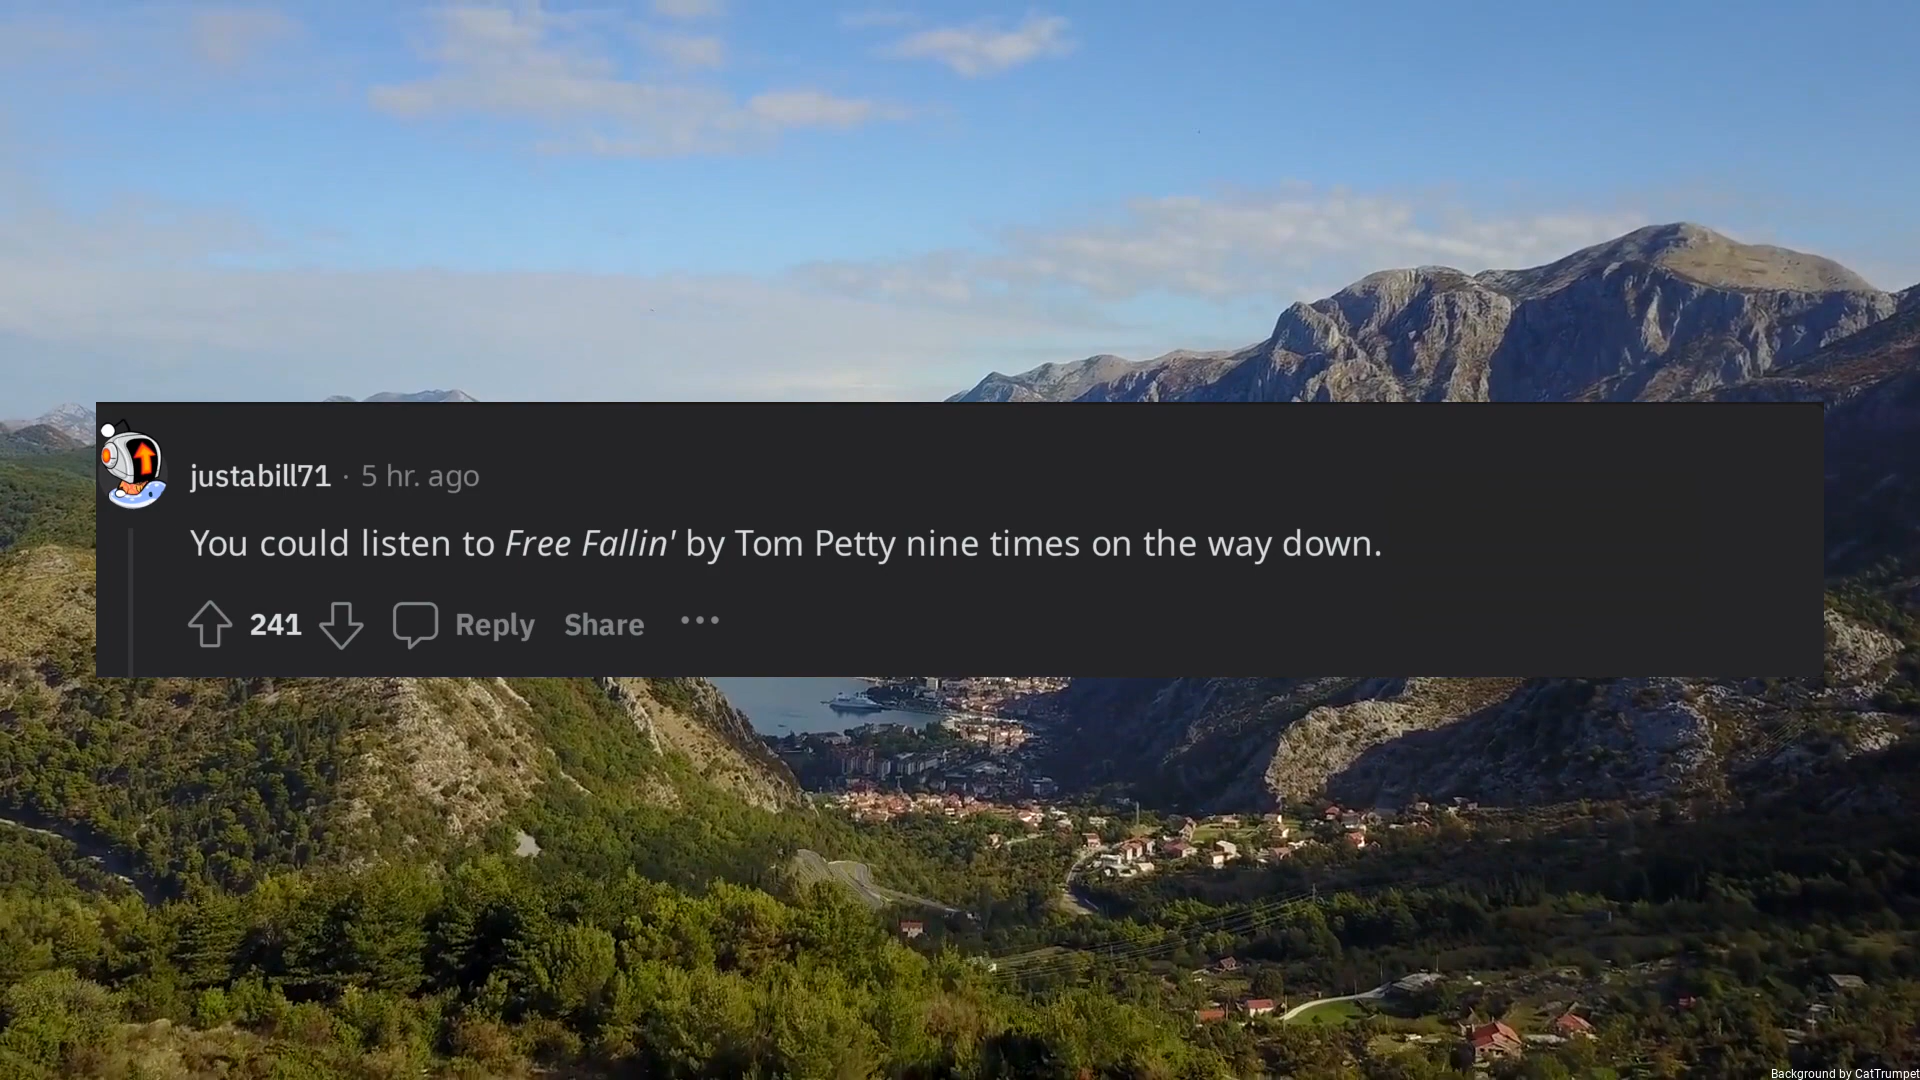 justabill71 · 5 hr. ago
You could listen to Free Fallin' by Tom Petty nine times on the way down.
241 Reply Share ···
Background by CatTrumpet